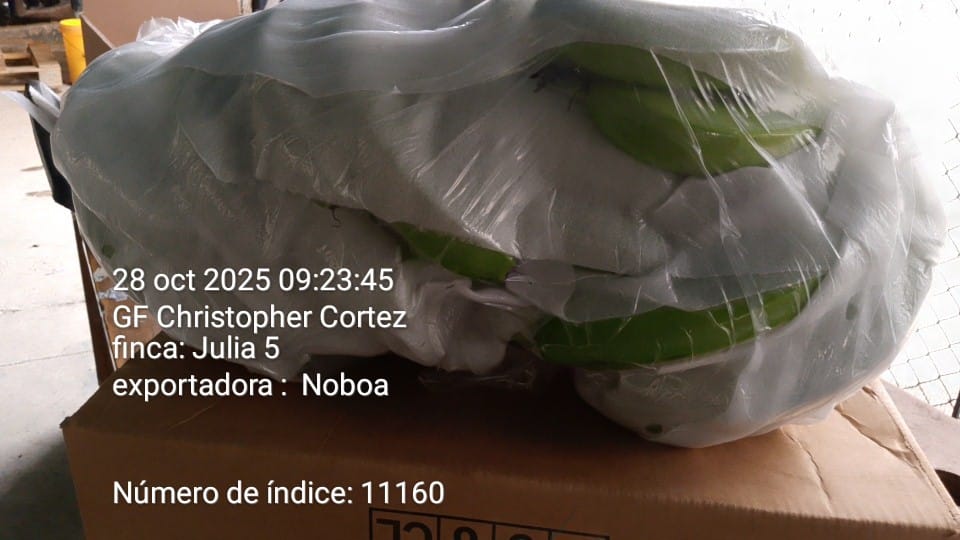 28 oct 2025 09:23:45
GF Christopher Cortez
finca: Julia 5
exportadora : Noboa
Número de índice: 11160